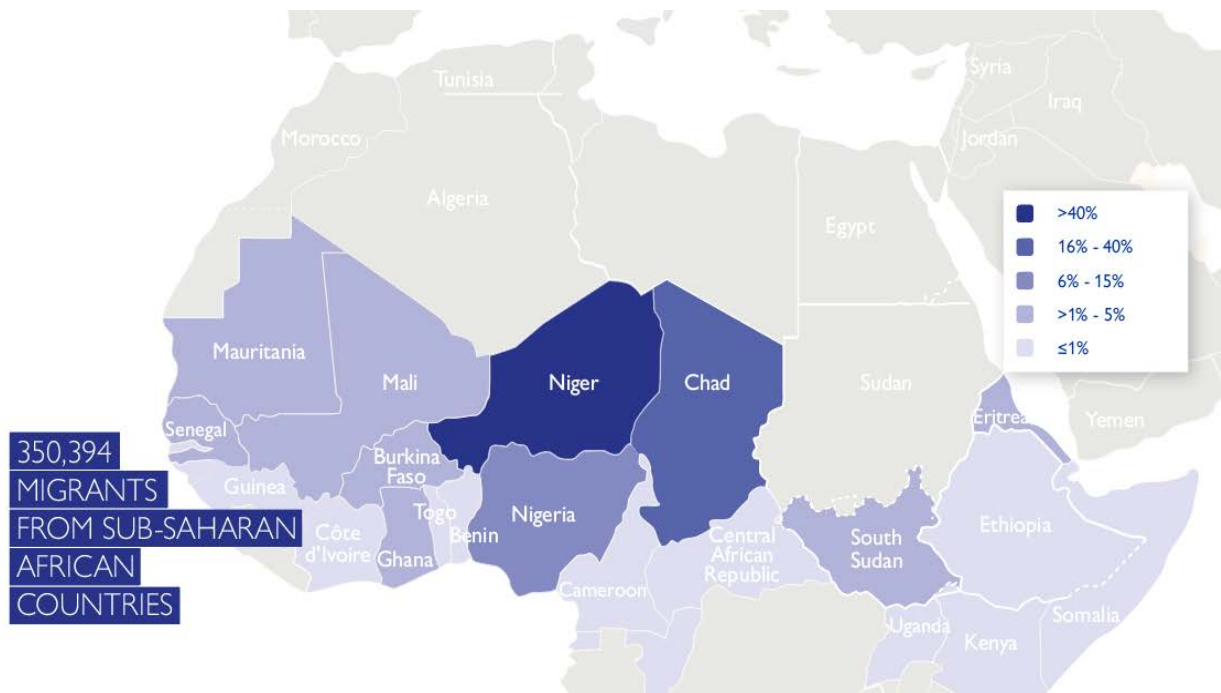 Tunisia
Syria
Iraq
Morocco
Jordan
Algeria
Egypt
>40%
16% - 40%
6% - 15%
>1% - 5%
≤1%
Mauritania
Mali
Niger
Chad
Sudan
Eritrea
Yemen
Senegal
350,394
MIGRANTS
FROM SUB-SAHARAN
AFRICAN
COUNTRIES
Burkina
Faso
Guinea
Côte
d'Ivoire
Ghana
Togo
Benin
Nigeria
Cameroon
Central
African
Republic
South
Sudan
Ethiopia
Uganda
Kenya
Somalia